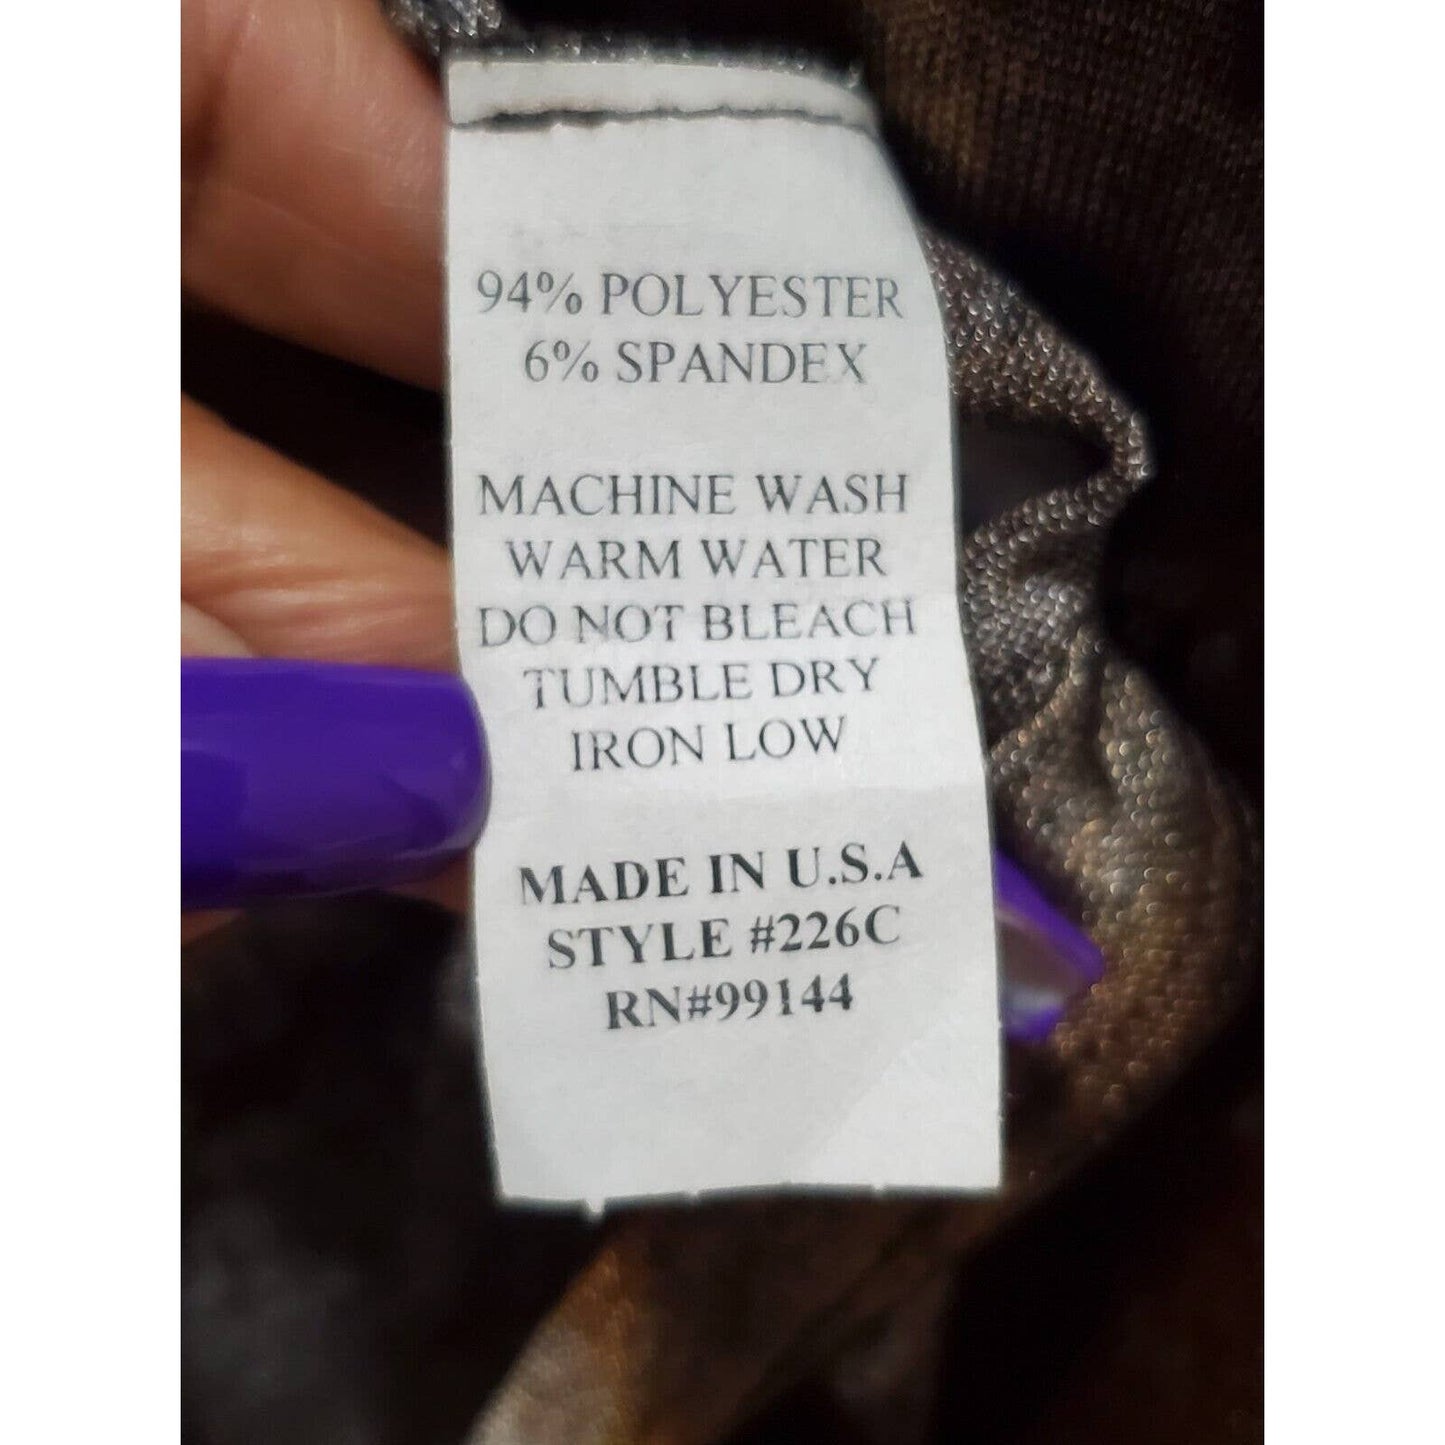 94% POLYESTER
6% SPANDEX
MACHINE WASH
WARM WATER
DO NOT BLEACH
TUMBLE DRY
IRON LOW
MADE IN U.S.A
STYLE #226C
RN#99144